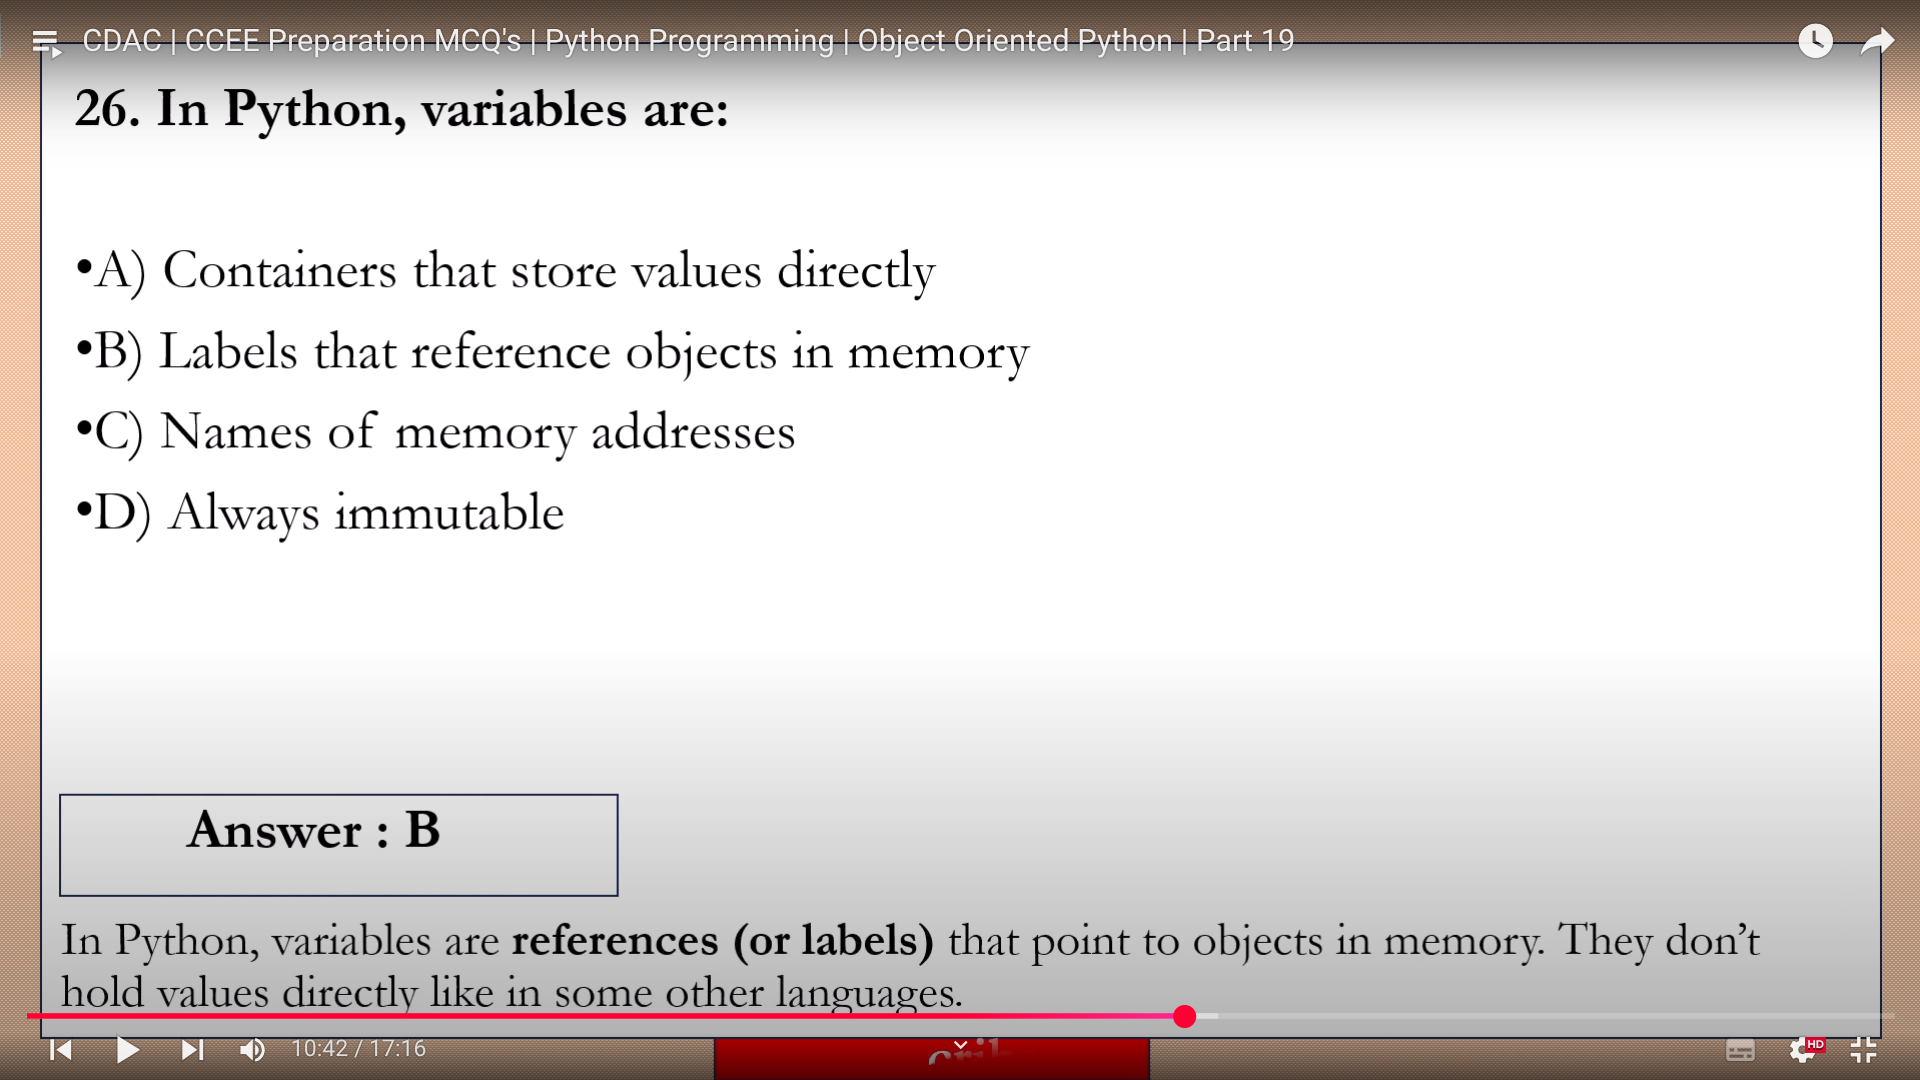 CDAC | CCEE Preparation MCQ's | Python Programming | Object Oriented Python | Part 19
26. In Python, variables are:
•A) Containers that store values directly
•B) Labels that reference objects in memory
•C) Names of memory addresses
•D) Always immutable
Answer : B
In Python, variables are references (or labels) that point to objects in memory. They don’t
hold values directly like in some other languages.
10:42 / 17:16
HD